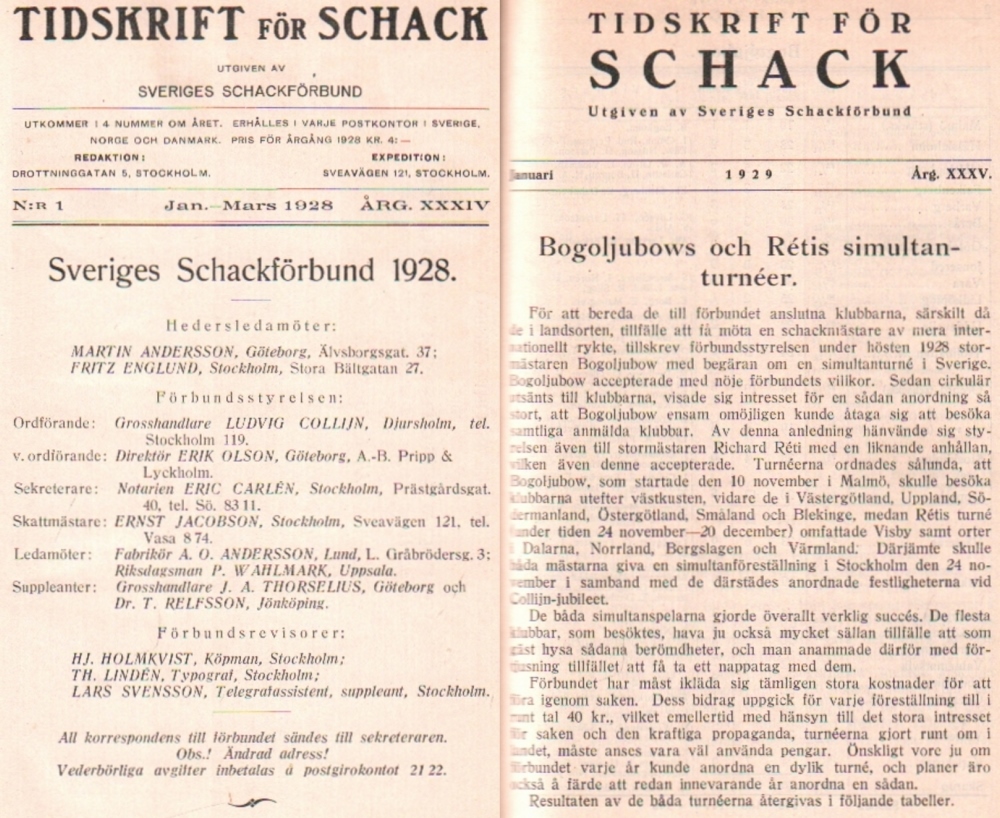 TIDSKRIFT FÖR SCHACK
UTGIVEN AV
SVERIGES SCHACKFÖRBUND
UTKOMMER I 4 NUMMER OM ÅRET. ERHÅLLES I VARJE POSTKONTOR I SVERIGE,
NORGE OCH DANMARK. PRIS FÖR ÅRGÅNG 1928 KR. 4:—
REDAKTION: EXPEDITION:
DROTTNINGGATAN 5, STOCKHOLM. SVEAVÄGEN 121, STOCKHOLM.
N:R 1 Jan.-Mars 1928 ÅRG. XXXIV
Sveriges Schackförbund 1928.
Hedersledamöter:
MARTIN ANDERSSON, Göteborg, Älvsborgsgat. 37;
FRITZ ENGLUND, Stockholm, Stora Bältgatan 27.
Förbundsstyrelsen:
Ordförande: Grosshandlare LUDVIG COLLIJN, Djursholm, tel.
Stockholm 119.
v. ordförande: Direktör ERIK OLSON, Göteborg, A.-B. Pripp &
Lyckholm.
Sekreterare: Notarien ERIC CARLÉN, Stockholm, Prästgårdsgat.
40, tel. Sö. 83 11.
Skattmästare: ERNST JACOBSON, Stockholm, Sveavägen 121, tel.
Vasa 8 74.
Ledamöter: Fabrikör A. O. ANDERSSON, Lund, L. Gråbrödersg. 3;
Riksdagsman P. WAHLMARK, Uppsala.
Suppleanter: Grosshandlare J. A. THORSELIUS, Göteborg och
Dr. T. RELFSSON, Jönköping.
Förbundsrevisorer:
HJ. HOLMKVIST, Köpman, Stockholm;
TH. LINDÉN, Typograf, Stockholm;
LARS SVENSSON, Telegrafassistent, suppleant, Stockholm.
All korrespondens till förbundet sändes till sekreteraren.
Obs.! Ändrad adress!
Vederbörliga avgifter inbetalas å postgirokontot 21 22.
TIDSKRIFT FÖR
SCHACK
Utgiven av Sveriges Schackförbund
Januari 1929 Årg. XXXV.
Bogoljubows och Rétis simultan-
turnéer.
För att bereda de till förbundet anslutna klubbarna, särskilt då
de i landsorten, tillfälle att få möta en schackmästare av mera inter-
nationellt rykte, tillskrev förbundsstyrelsen under hösten 1928 stor-
mästaren Bogoljubow med begäran om en simultanturné i Sverige.
Bogoljubow accepterade med nöje förbundets villkor. Sedan cirkulär
utsänts till klubbarna, visade sig intresset för en sådan anordning så
stort, att Bogoljubow ensam omöjligen kunde åtaga sig att besöka
samtliga anmälda klubbar. Av denna anledning hänvände sig sty-
relsen även till stormästaren Richard Réti med en liknande anhållan,
vilken även denne accepterade. Turnéerna ordnades sålunda, att
Bogoljubow, som startade den 10 november i Malmö, skulle besöka
klubbarna utefter västkusten, vidare de i Västergötland, Uppland, Sö-
dermanland, Östergötland, Småland och Blekinge, medan Rétis turné
(under tiden 24 november—20 december) omfattade Visby samt orter
i Dalarna, Norrland, Bergslagen och Värmland. Därjämte skulle
båda mästarna giva en simultanföreställning i Stockholm den 24 no-
vember i samband med de därstädes anordnade festligheterna vid
Collijn-jubileet.
De båda simultanspelarna gjorde överallt verklig succés. De flesta
klubbar, som besöktes, hava ju också mycket sällan tillfälle att som
gäst hysa sådana berömdheter, och man anammade därför med för-
tjusning tillfället att få ta ett nappatag med dem.
Förbundet har måst ikläda sig tämligen stora kostnader för att
föra igenom saken. Dess bidrag uppgick för varje föreställning till i
runt tal 40 kr., vilket emellertid med hänsyn till det stora intresset
för saken och den kraftiga propaganda, turnéerna gjort runt om i
landet, måste anses vara väl använda pengar. Önskligt vore ju om
förbundet varje år kunde anordna en dylik turné, och planer äro
också å färde att redan innevarande år anordna en sådan.
Resultaten av de båda turnéerna återgivas i följande tabeller.